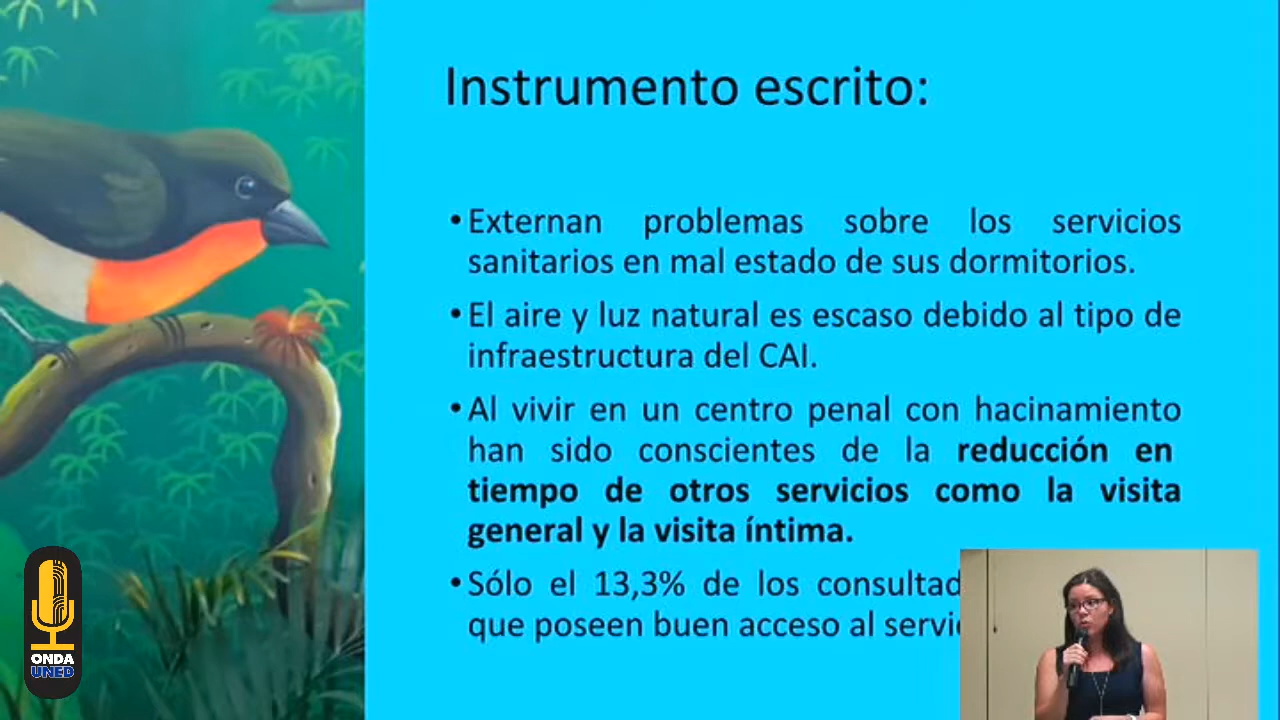 Instrumento escrito:
•Externan problemas sobre los servicios
sanitarios en mal estado de sus dormitorios.
•El aire y luz natural es escaso debido al tipo de
infraestructura del CAI.
•Al vivir en un centro penal con hacinamiento
han sido conscientes de la reducción en
tiempo de otros servicios como la visita
general y la visita íntima.
•Sólo el 13,3% de los
que poseen buen acceso al
ONDA
UNED